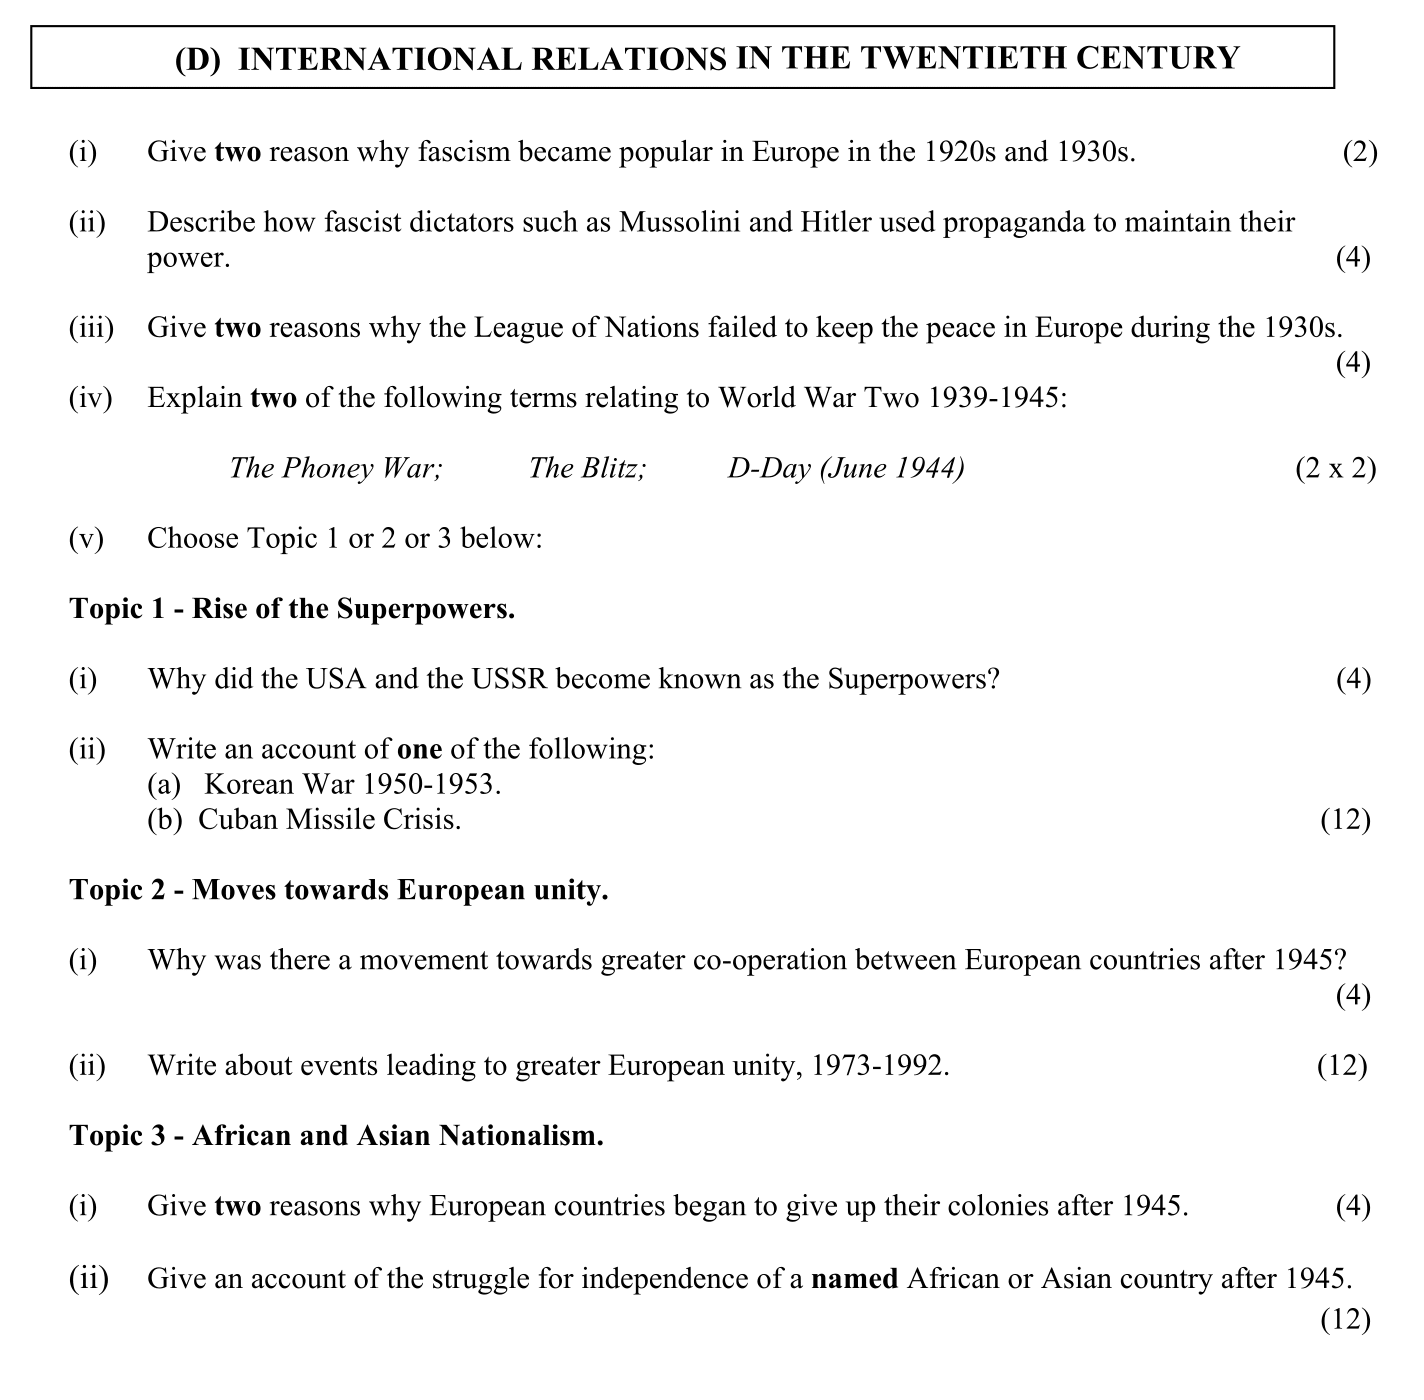 (D) INTERNATIONAL RELATIONS IN THE TWENTIETH CENTURY
(i) Give two reason why fascism became popular in Europe in the 1920s and 1930s. (2)
(ii) Describe how fascist dictators such as Mussolini and Hitler used propaganda to maintain their
power. (4)
(iii) Give two reasons why the League of Nations failed to keep the peace in Europe during the 1930s.
(4)
(iv) Explain two of the following terms relating to World War Two 1939-1945:
The Phoney War; The Blitz; D-Day (June 1944) (2 x 2)
(v) Choose Topic 1 or 2 or 3 below:
Topic 1 - Rise of the Superpowers.
(i) Why did the USA and the USSR become known as the Superpowers? (4)
(ii) Write an account of one of the following:
(a) Korean War 1950-1953.
(b) Cuban Missile Crisis. (12)
Topic 2 - Moves towards European unity.
(i) Why was there a movement towards greater co-operation between European countries after 1945?
(4)
(ii) Write about events leading to greater European unity, 1973-1992. (12)
Topic 3 - African and Asian Nationalism.
(i) Give two reasons why European countries began to give up their colonies after 1945. (4)
(ii) Give an account of the struggle for independence of a named African or Asian country after 1945.
(12)